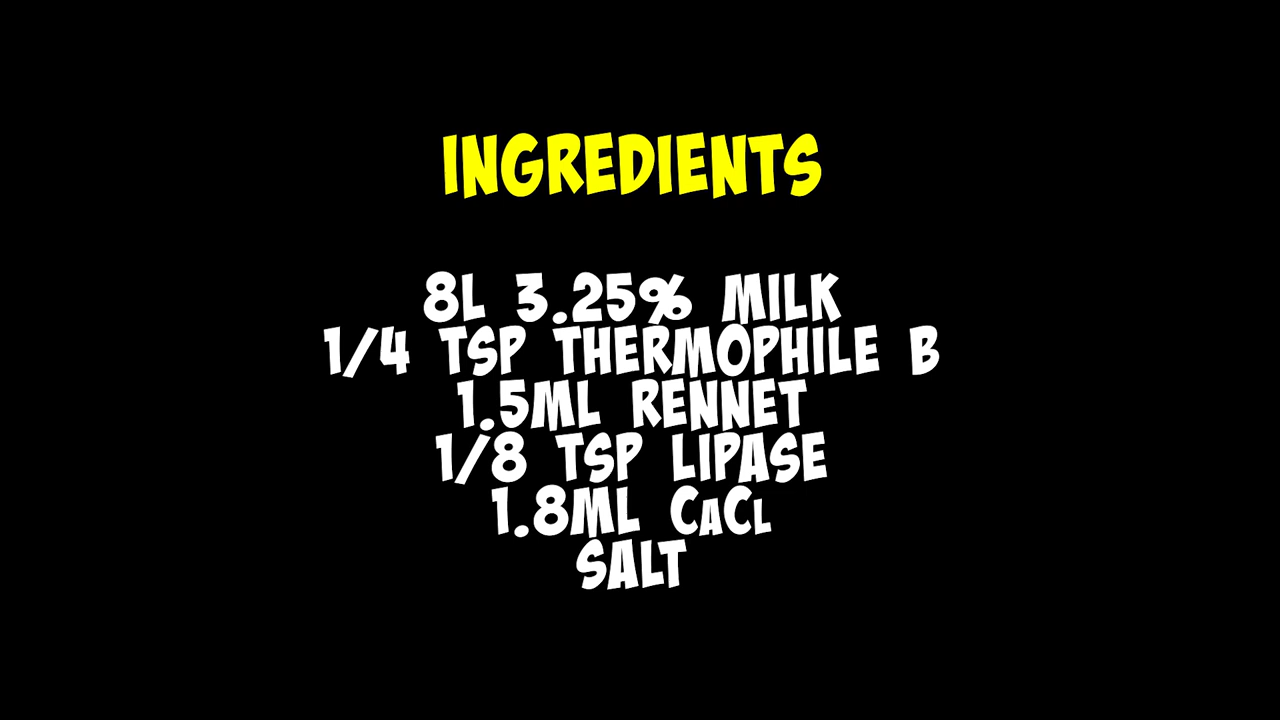 INGREDIENTS
8L 3.25% MILK
1/4 TSP THERMOPHILE B
1.5ML RENNET
1/8 TSP LIPASE
1.8ML CaCl
SALT